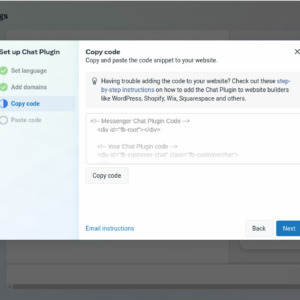 gs
Set up Chat Plugin
Set language
Add domains
Copy code
Paste code
Copy code
Copy and paste the code snippet to your website.
Having trouble adding the code to your website? Check out these step-
by-step instructions on how to add the Chat Plugin to website builders
like WordPress, Shopify, Wix, Squarespace and others.
<!-- Messenger Chat Plugin Code -->
<div id="fb-root"></div>
<!-- Your Chat Plugin code -->
<div id="fb-customer-chat" class="fb-customerchat">
Copy code
Email instructions
Back
Next